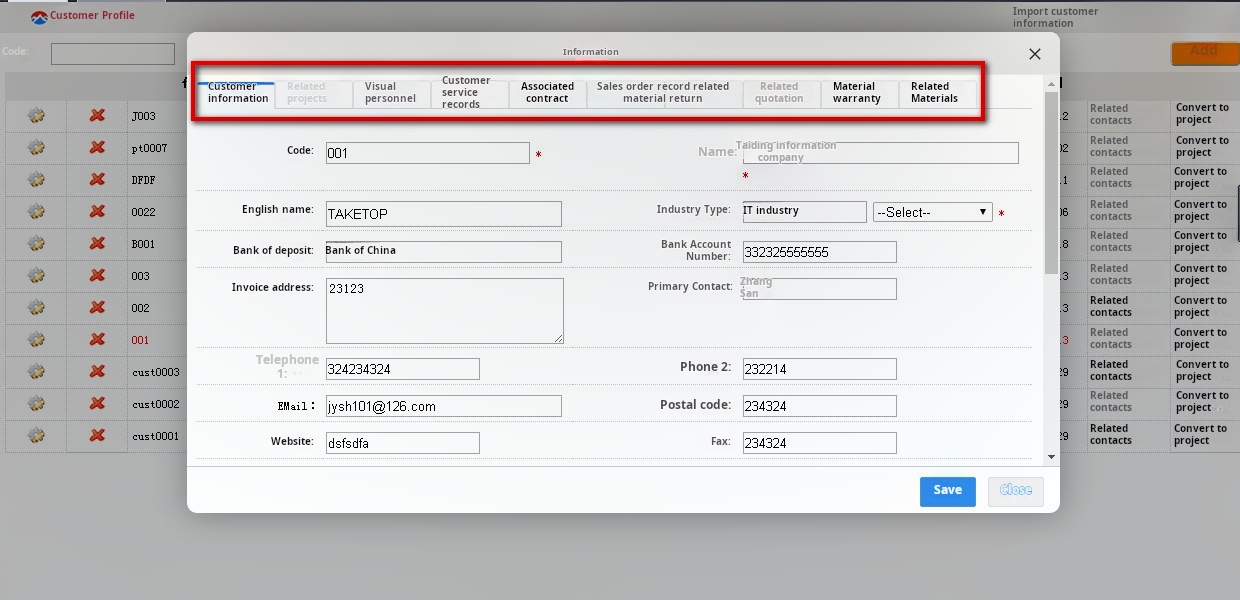 Customer Profile
Import customer
information
Code:
Add
Information
Customer
information
Related
projects
Visual
personnel
Customer
service
records
Associated
contract
Sales order record related
material return
Related
quotation
Material
warranty
Related
Materials
Code:
001
*
Name:
Taiding information
company
*
English name:
TAKETOP
Industry Type:
IT industry
--Select--
*
Bank of deposit:
Bank of China
Bank Account
Number:
332325555555
Invoice address:
23123
Primary Contact:
Zhang
San
Telephone
1:
324234324
Phone 2:
232214
EMail:
jysh101@126.com
Postal code:
234324
Website:
dsfsdfa
Fax:
234324
Save
Close
J003
Related
contacts
Convert to
project
pt0007
Related
contacts
Convert to
project
DFDF
Related
contacts
Convert to
project
0022
Related
contacts
Convert to
project
B001
Related
contacts
Convert to
project
003
Related
contacts
Convert to
project
002
Related
contacts
Convert to
project
001
Related
contacts
Convert to
project
cust0003
Related
contacts
Convert to
project
cust0002
Related
contacts
Convert to
project
cust0001
Related
contacts
Convert to
project